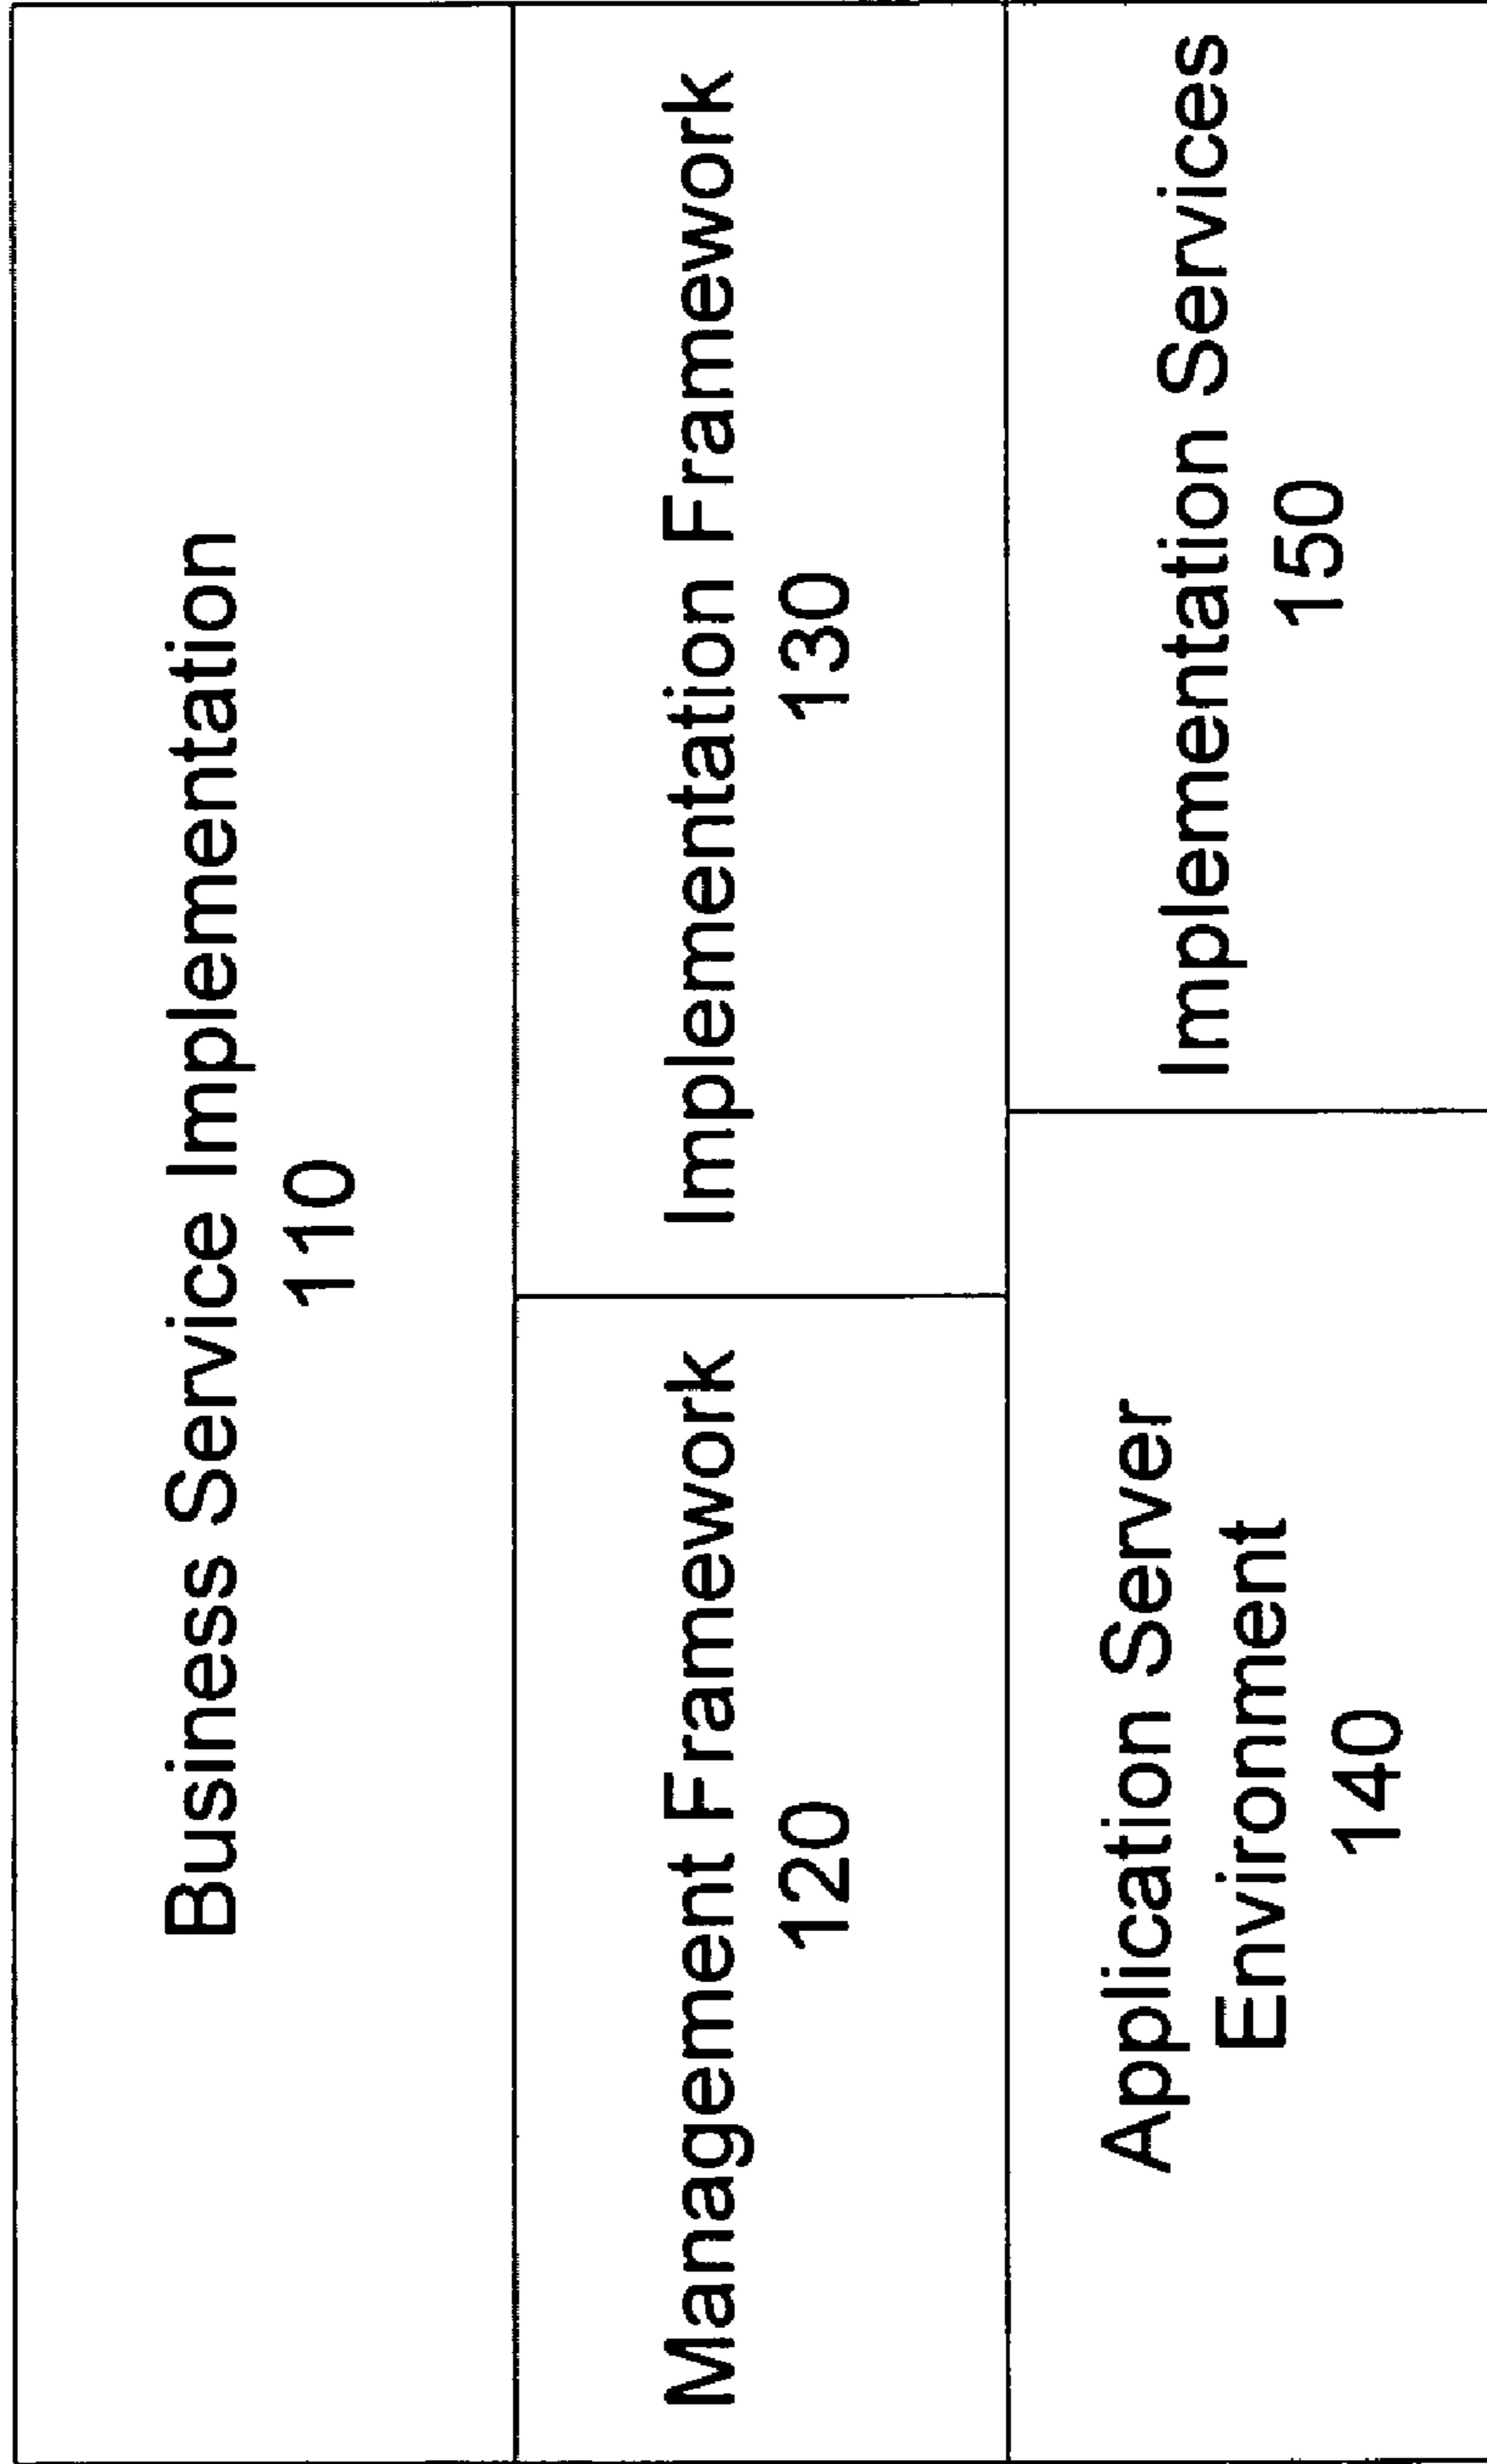 Business Service Implementation
110
Management Framework
120
Implementation Framework
130
Application Server
Environment
140
Implementation Services
150